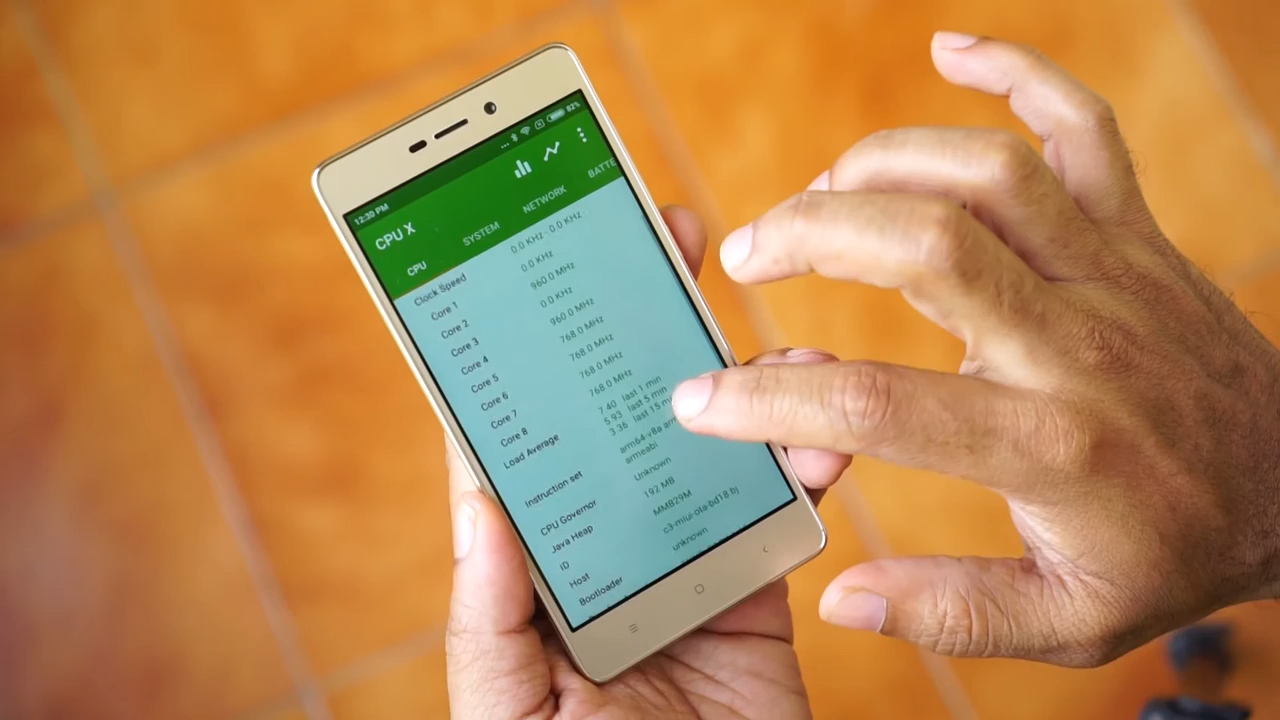 12:30 PM 82%
CPU X
CPU SYSTEM NETWORK BATTE
Clock Speed 0.0 KHz - 0.0 KHz
Core 1 0.0 KHz
Core 2 960.0 MHz
Core 3 0.0 KHz
Core 4 960.0 MHz
Core 5 768.0 MHz
Core 6 768.0 MHz
Core 7 768.0 MHz
Core 8 768.0 MHz
Load Average 7.40 last 1 min
5.93 last 5 min
3.36 last 15
Instruction set arm64-v8a
armeabi
CPU Governor Unknown
Java Heap 192 MB
ID MMB29M
Host c3-miui-ota-bd18 bj
Bootloader unknown